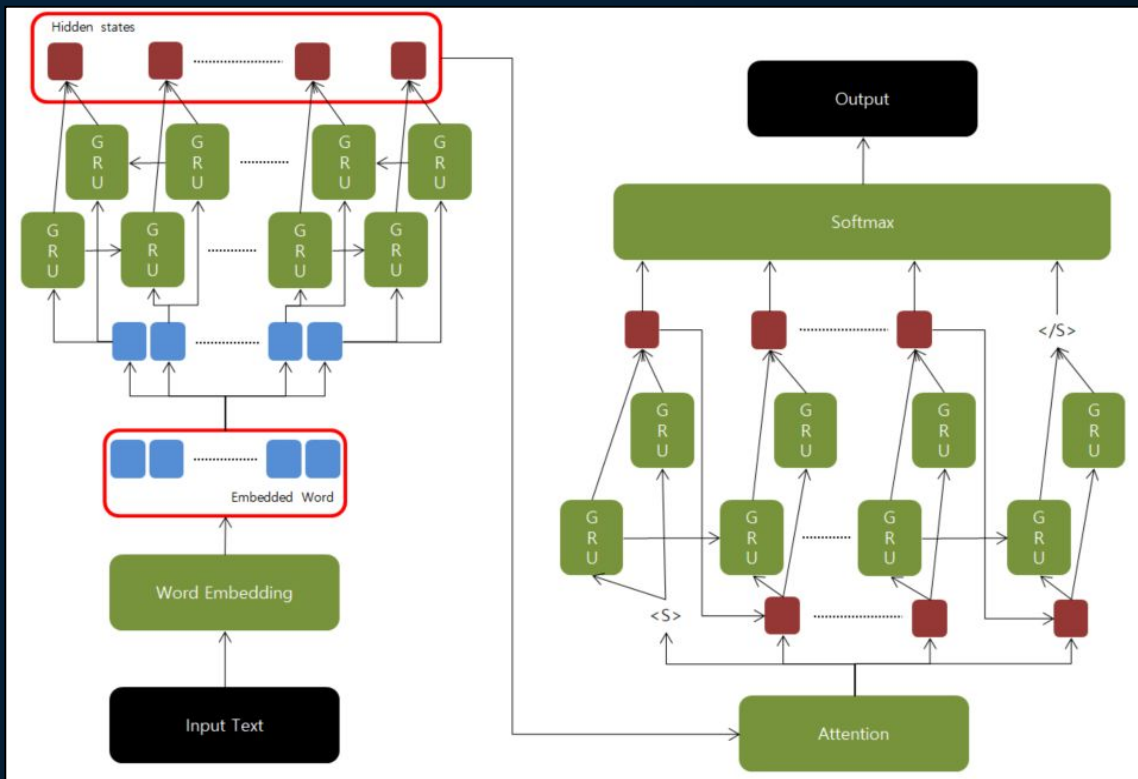 Hidden states
G
R
U
G
R
U
G
R
U
G
R
U
G
R
U
G
R
U
G
R
U
G
R
U
Embedded Word
Word Embedding
Input Text
Output
Softmax
</S>
G
R
U
G
R
U
G
R
U
G
R
U
G
R
U
G
R
U
G
R
U
G
R
U
<S>
Attention